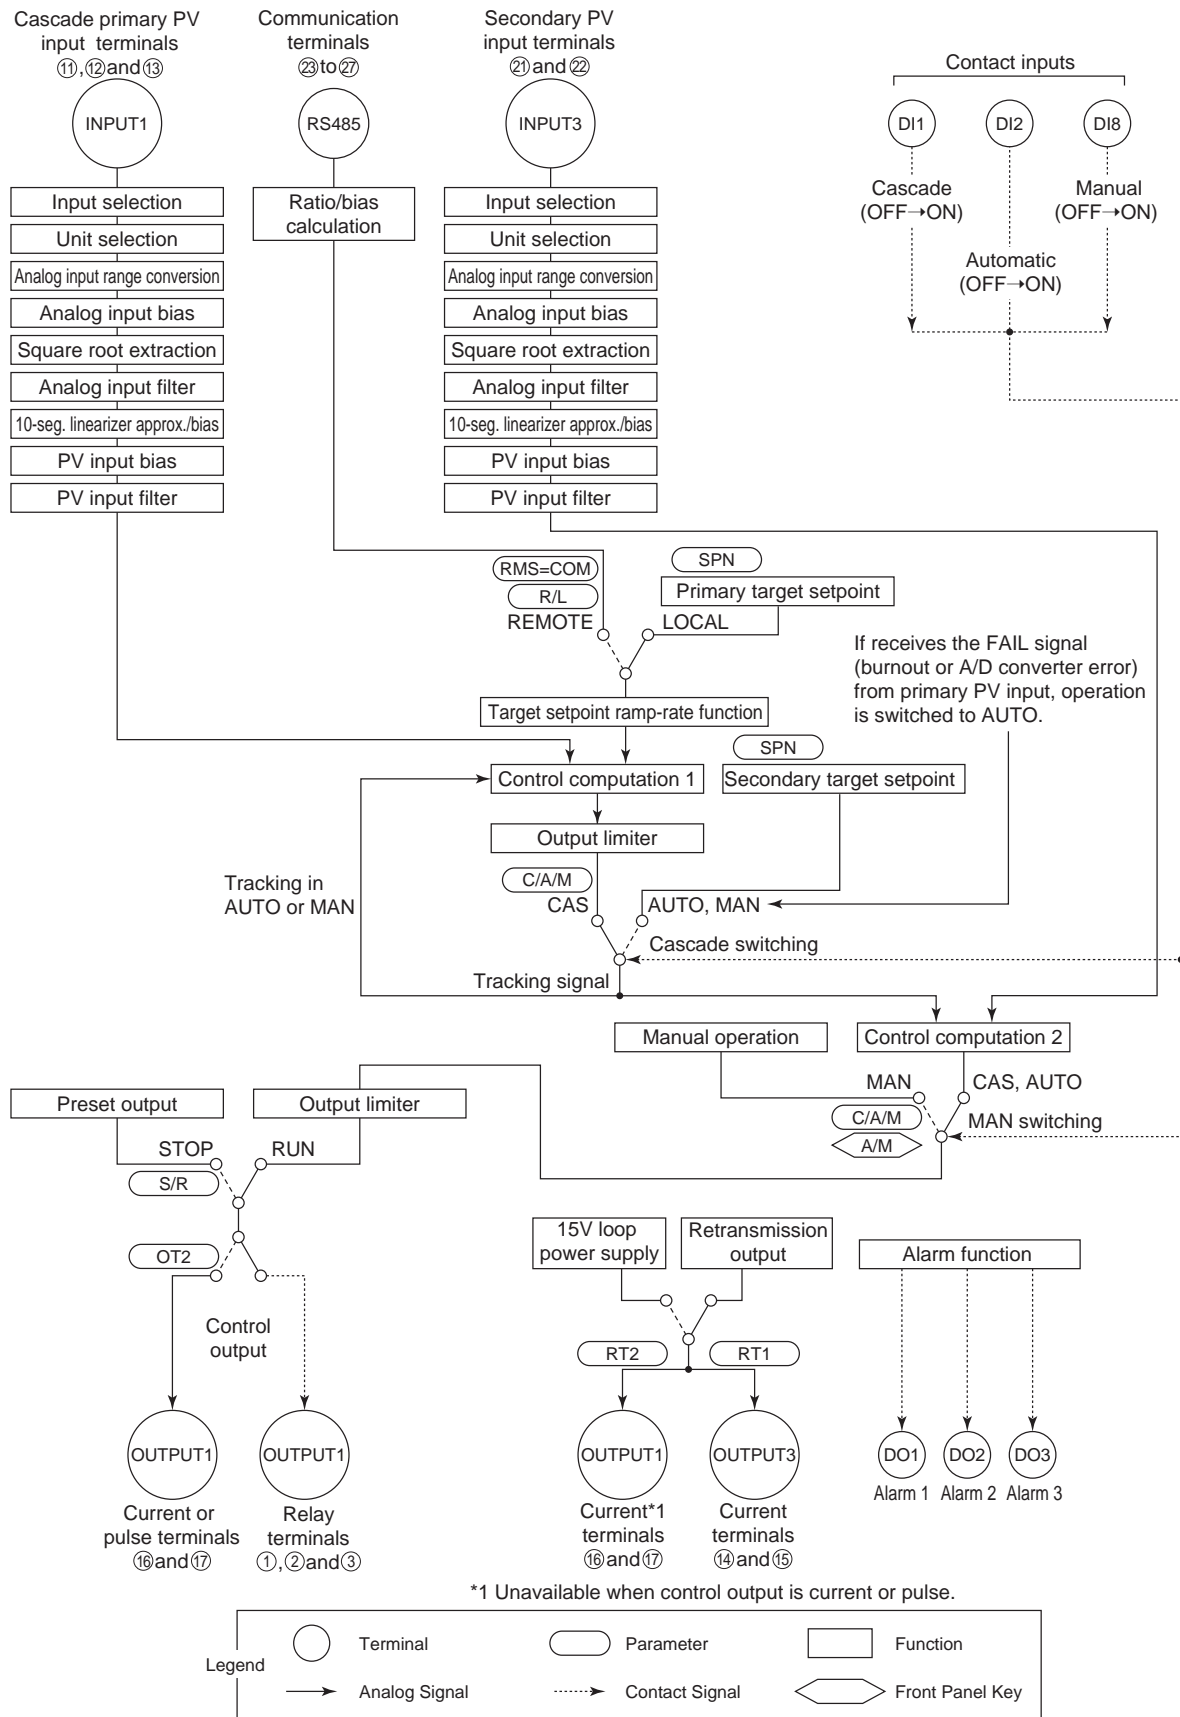 Cascade primary PV
input terminals
⑪,⑫and⑬
Communication
terminals
㉓to㉗
Secondary PV
input terminals
㉑and㉒
Contact inputs
INPUT1
RS485
INPUT3
DI1
DI2
DI8
Cascade
(OFF→ON)
Automatic
(OFF→ON)
Manual
(OFF→ON)
Input selection
Unit selection
Analog input range conversion
Analog input bias
Square root extraction
Analog input filter
10-seg. linearizer approx./bias
PV input bias
PV input filter
Ratio/bias
calculation
Input selection
Unit selection
Analog input range conversion
Analog input bias
Square root extraction
Analog input filter
10-seg. linearizer approx./bias
PV input bias
PV input filter
RMS=COM
R/L
REMOTE
SPN
Primary target setpoint
LOCAL
If receives the FAIL signal
(burnout or A/D converter error)
from primary PV input, operation
is switched to AUTO.
Target setpoint ramp-rate function
SPN
Control computation 1
Secondary target setpoint
Output limiter
Tracking in
AUTO or MAN
C/A/M
CAS
AUTO, MAN
Cascade switching
Tracking signal
Manual operation
Control computation 2
MAN
CAS, AUTO
C/A/M
A/M
MAN switching
Preset output
Output limiter
STOP
RUN
S/R
OT2
Control
output
15V loop
power supply
Retransmission
output
Alarm function
RT2
RT1
OUTPUT1
OUTPUT1
OUTPUT1
OUTPUT3
DO1
DO2
DO3
Alarm 1
Alarm 2
Alarm 3
Current or
pulse terminals
⑯and⑰
Relay
terminals
①,②and③
Current*1
terminals
⑯and⑰
Current
terminals
⑭and⑮
*1 Unavailable when control output is current or pulse.
Legend
Terminal
Parameter
Function
Analog Signal
Contact Signal
Front Panel Key